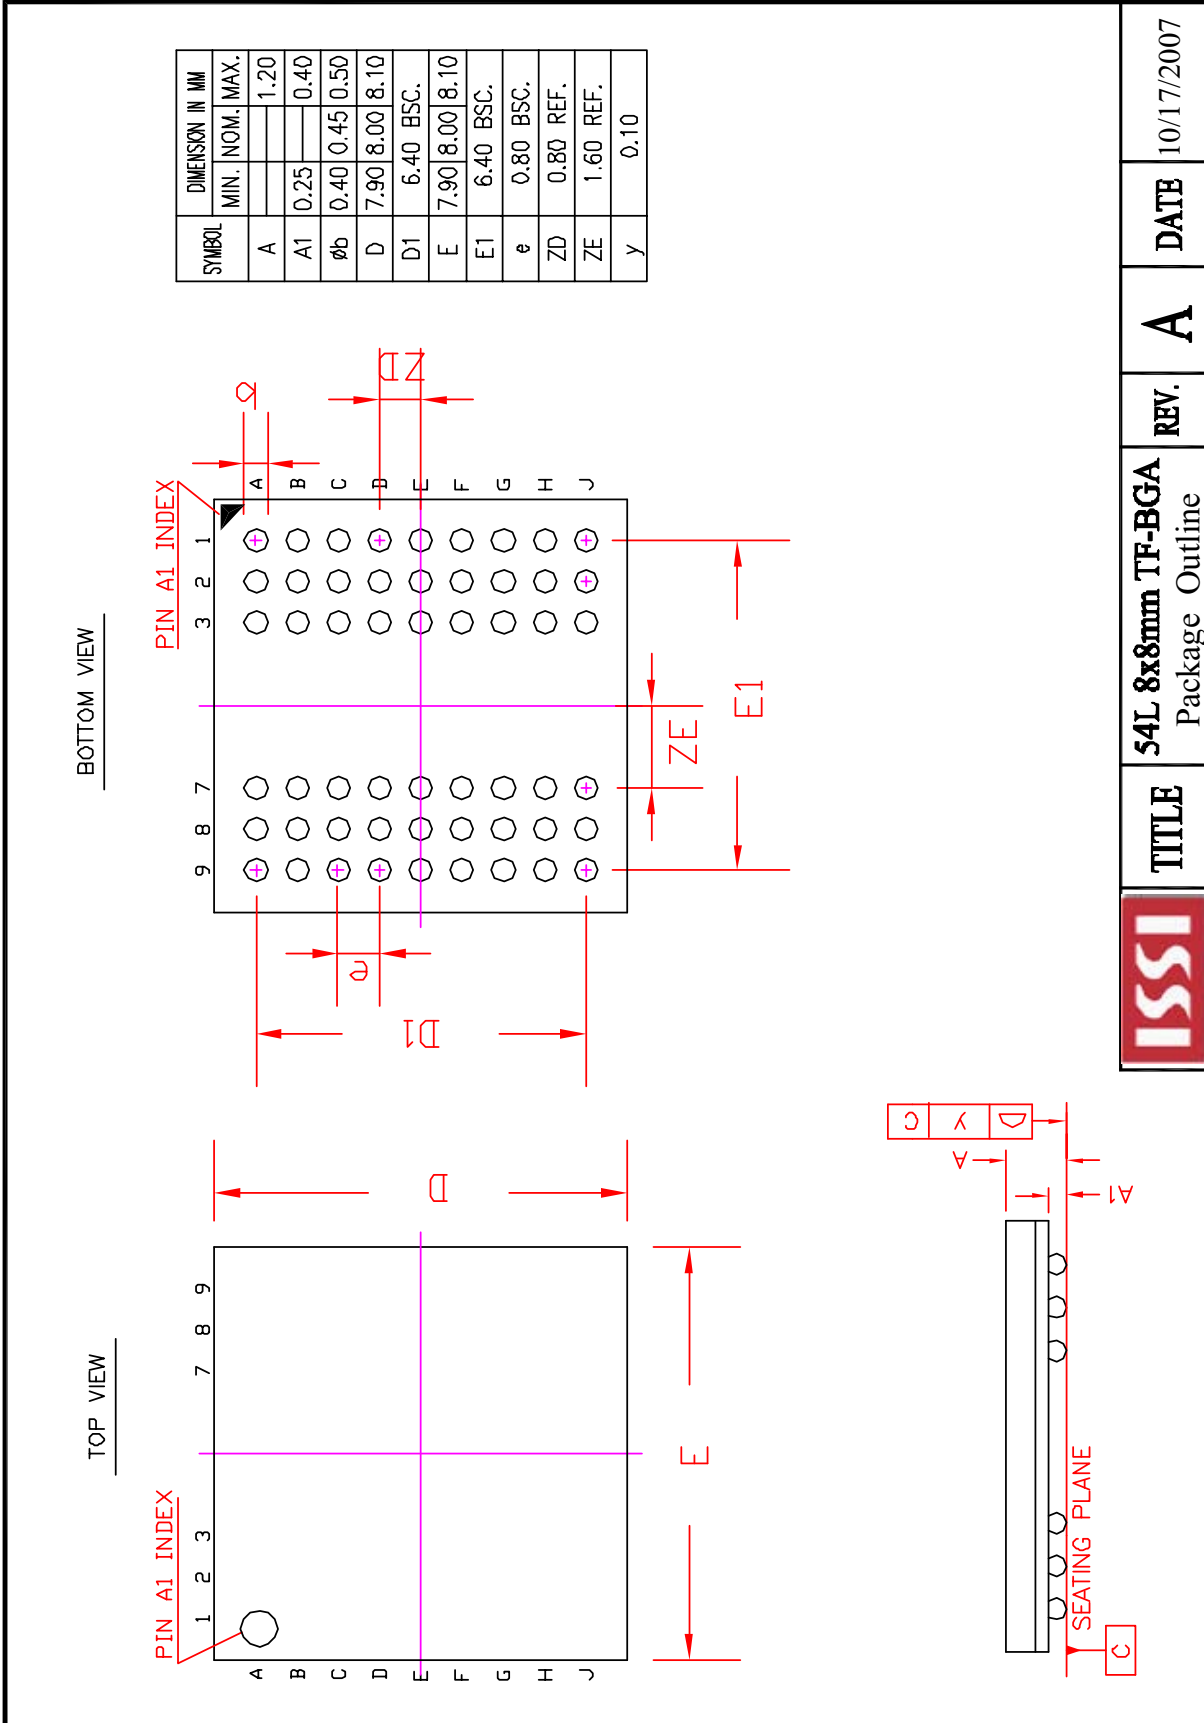 TOP VIEW
PIN A1 INDEX
1 2 3 7 8 9
A
B
C
D
E
F
G
H
J
D
E
BOTTOM VIEW
PIN A1 INDEX
9 8 7 3 2 1
A
B
C
D
E
F
G
H
J
b
ZD
e
D1
ZE
E1
SYMBOL DIMENSION IN MM
MIN. NOM. MAX.
A 1.20
A1 0.25 0.40
øb 0.40 0.45 0.50
D 7.90 8.00 8.10
D1 6.40 BSC.
E 7.90 8.00 8.10
E1 6.40 BSC.
e 0.80 BSC.
ZD 0.80 REF.
ZE 1.60 REF.
y 0.10
SEATING PLANE
C
A
A1
y C
ISSI
TITLE
54L 8x8mm TF-BGA
Package Outline
REV.
A
DATE
10/17/2007